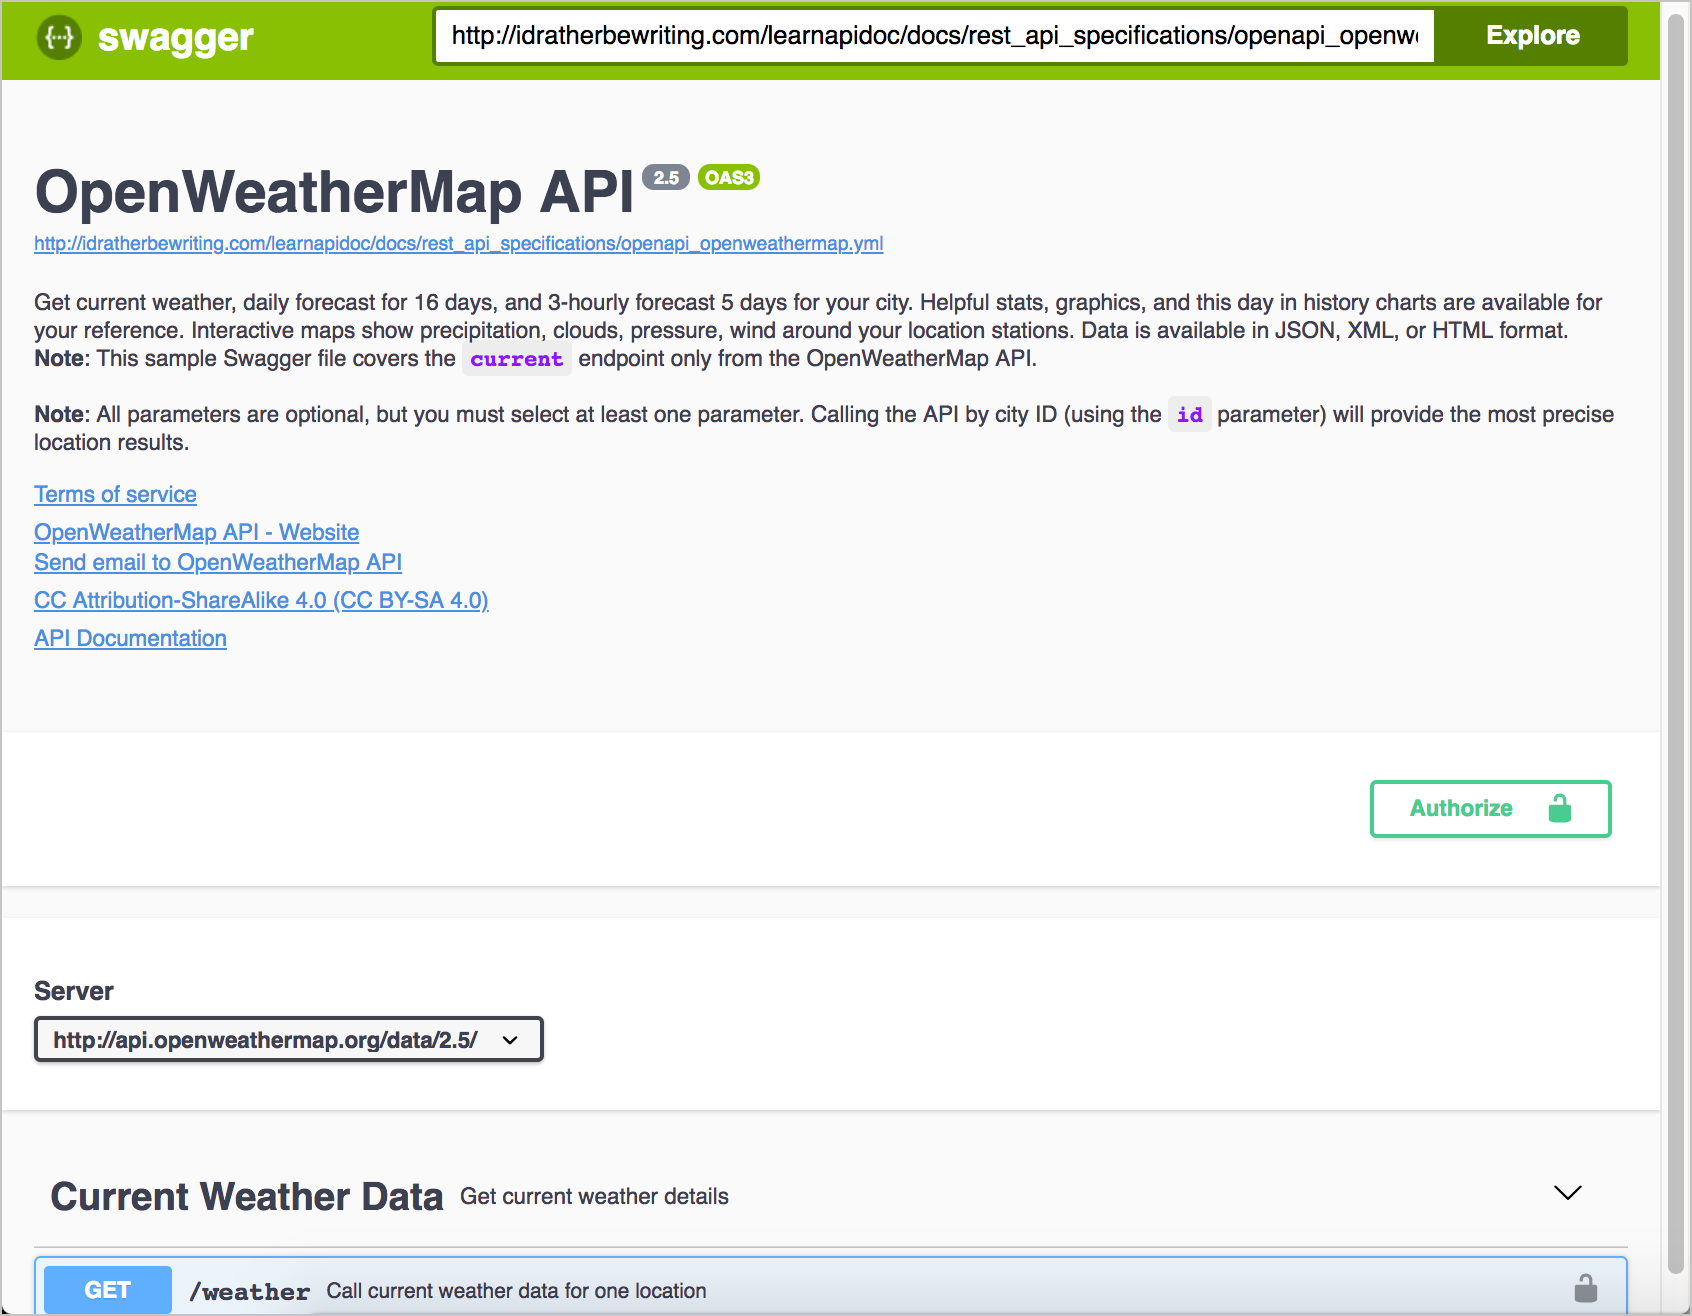 {···} swagger
http://idratherbewriting.com/learnapidoc/docs/rest_api_specifications/openapi_openw
Explore
OpenWeatherMap API 2.5 OAS3
http://idratherbewriting.com/learnapidoc/docs/rest_api_specifications/openapi_openweathermap.yml
Get current weather, daily forecast for 16 days, and 3-hourly forecast 5 days for your city. Helpful stats, graphics, and this day in history charts are available for
your reference. Interactive maps show precipitation, clouds, pressure, wind around your location stations. Data is available in JSON, XML, or HTML format.
Note: This sample Swagger file covers the current endpoint only from the OpenWeatherMap API.
Note: All parameters are optional, but you must select at least one parameter. Calling the API by city ID (using the id parameter) will provide the most precise
location results.
Terms of service
OpenWeatherMap API - Website
Send email to OpenWeatherMap API
CC Attribution-ShareAlike 4.0 (CC BY-SA 4.0)
API Documentation
Authorize
Server
http://api.openweathermap.org/data/2.5/
Current Weather Data Get current weather details
GET /weather Call current weather data for one location